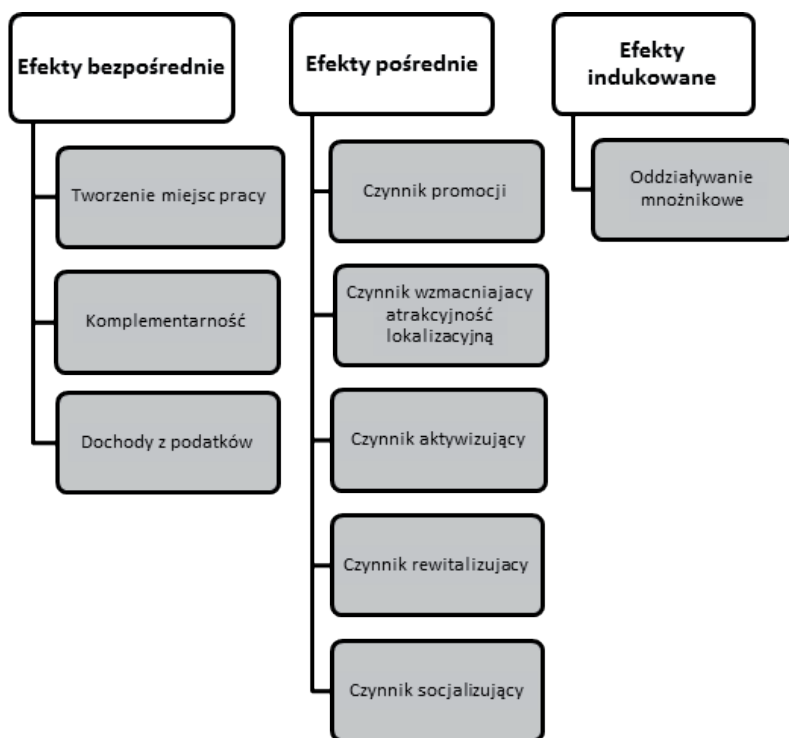 Efekty bezpośrednie
Tworzenie miejsc pracy
Komplementarność
Dochody z podatków
Efekty pośrednie
Czynnik promocji
Czynnik wzmacniajacy
atrakcyjność
lokalizacyjną
Czynnik aktywizujący
Czynnik rewitalizujacy
Czynnik socjalizujący
Efekty
indukowane
Oddziaływanie
mnożnikowe